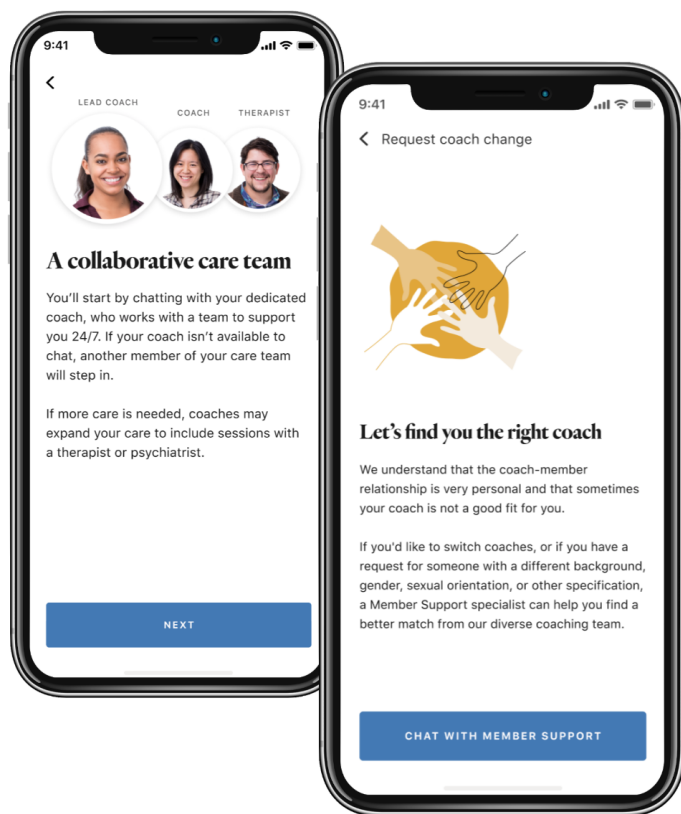 9:41
LEAD COACH
COACH
THERAPIST
A collaborative care team
You’ll start by chatting with your dedicated
coach, who works with a team to support
you 24/7. If your coach isn’t available to
chat, another member of your care team
will step in.
If more care is needed, coaches may
expand your care to include sessions with
a therapist or psychiatrist.
NEXT
9:41
Request coach change
Let’s find you the right coach
We understand that the coach-member
relationship is very personal and that sometimes
your coach is not a good fit for you.
If you'd like to switch coaches, or if you have a
request for someone with a different background,
gender, sexual orientation, or other specification,
a Member Support specialist can help you find a
better match from our diverse coaching team.
CHAT WITH MEMBER SUPPORT